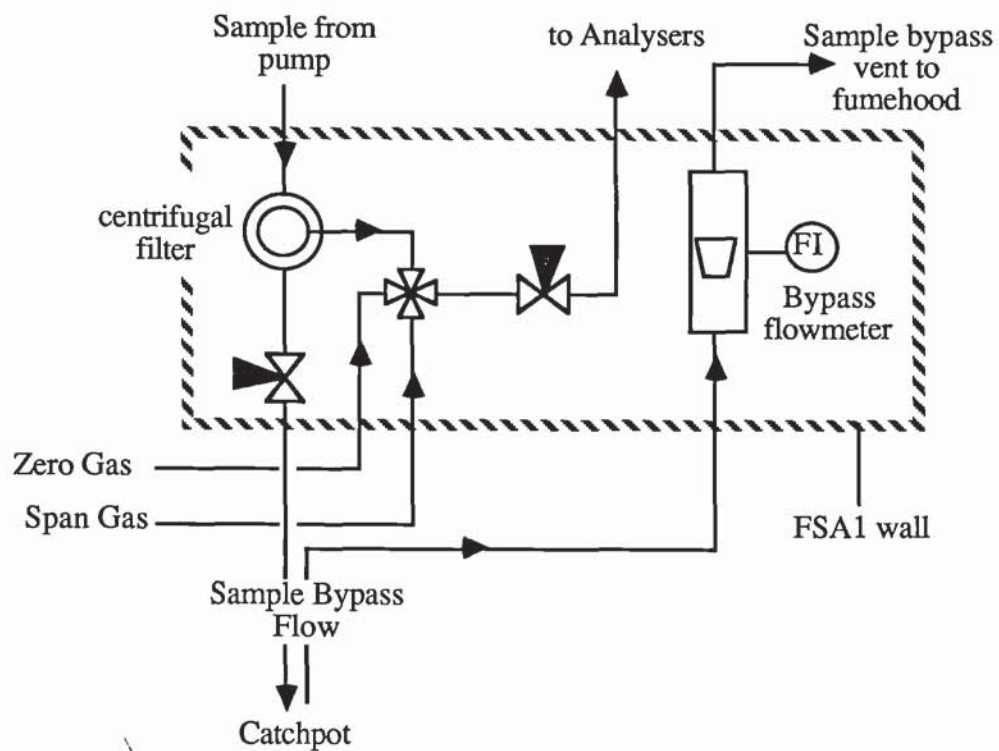 Sample from
pump
to Analysers
Sample bypass
vent to
fumehood
centrifugal
filter
FI
Bypass
flowmeter
Zero Gas
Span Gas
FSA1 wall
Sample Bypass
Flow
Catchpot